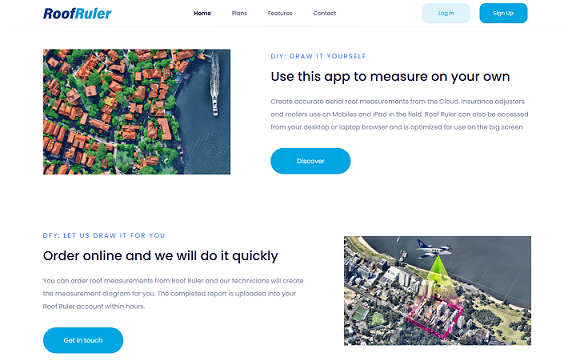 RoofRuler
Home Plans Features Contact
Log in Sign Up
DIY: DRAW IT YOURSELF
Use this app to measure on your own
Create accurate aerial roof measurements from the Cloud. Insurance adjusters
and roofers use on Mobiles and iPad in the field. Roof Ruler can also be accessed
from your desktop or laptop browser and is optimized for use on the big screen
Discover
DFY: LET US DRAW IT FOR YOU
Order online and we will do it quickly
You can order roof measurements from Roof Ruler and our technicians will create
the measurement diagram for you. The completed report is uploaded into your
Roof Ruler account within hours.
Get in touch